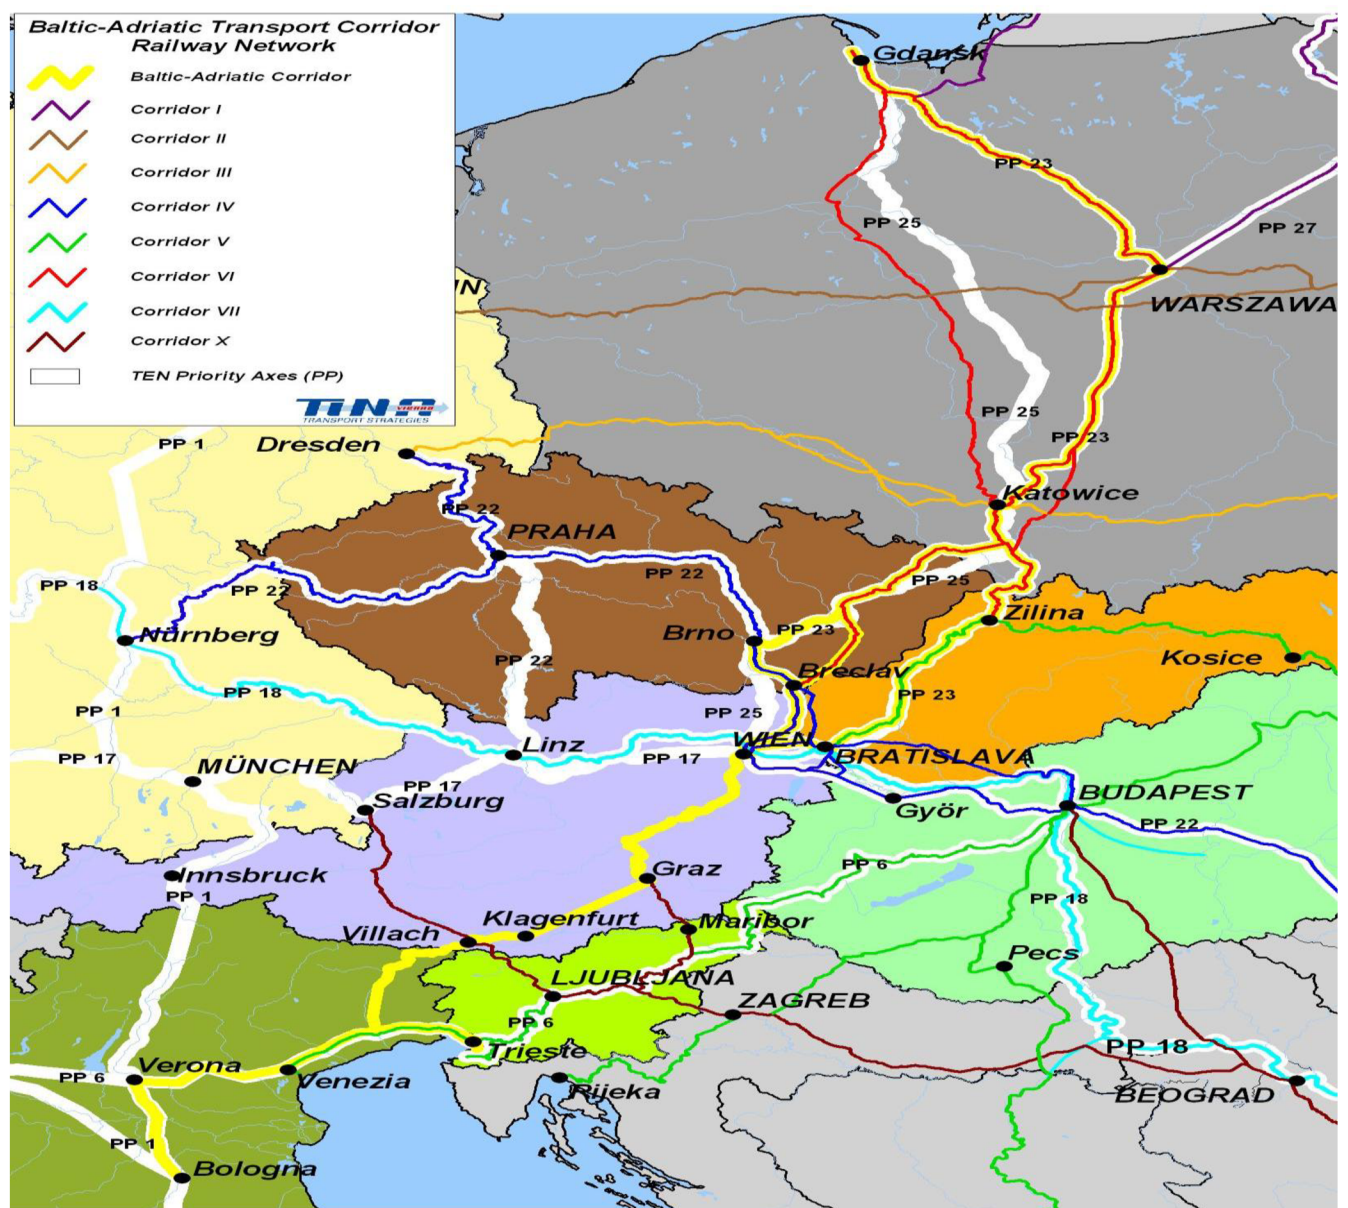 Baltic-Adriatic Transport Corridor
Railway Network
Baltic-Adriatic Corridor
Corridor I
Corridor II
Corridor III
Corridor IV
Corridor V
Corridor VI
Corridor VII
Corridor X
TEN Priority Axes (PP)
TINA
VIENNA
TRANSPORT STRATEGIES
Gdansk
PP 23
PP 25
PP 27
IN
WARSZAWA
PP 25
PP 23
PP 1
Dresden
Katowice
PP 22
PRAHA
PP 18
PP 22
PP 22
PP 25
Nürnberg
Brno
PP 23
Zilina
Kosice
PP 22
Breclav
PP 18
PP 23
PP 1
PP 25
WIEN
Linz
BRATISLAVA
PP 17
PP 17
MÜNCHEN
PP 17
Salzburg
BUDAPEST
Györ
PP 22
Innsbruck
PP 1
Graz
PP 6
PP 18
Klagenfurt
Maribor
Villach
Pecs
LJUBLJANA
ZAGREB
PP 6
Trieste
PP 18
Verona
PP 6
Venezia
Rijeka
BEOGRAD
PP 1
Bologna